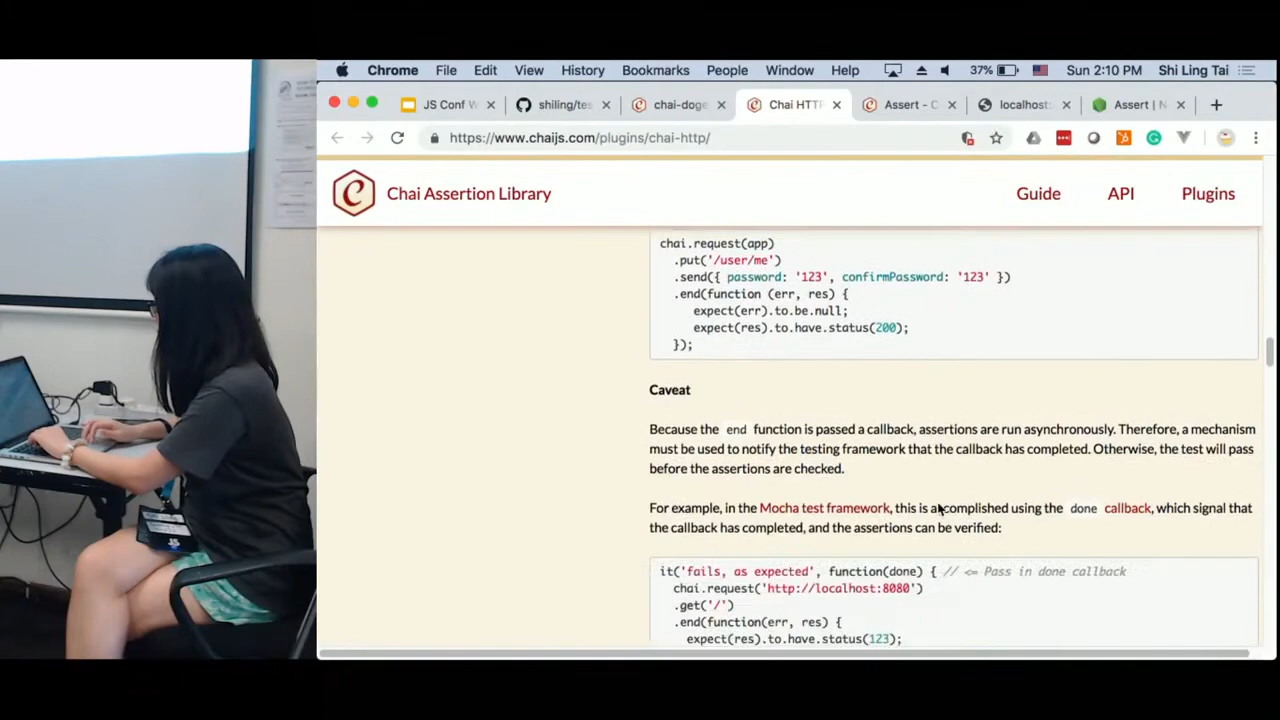 Chrome File Edit View History Bookmarks People Window Help 37% Sun 2:10 PM Shi Ling Tai
JS Conf W shiling/tes chai-doge Chai HTTP Assert - C localhost: Assert | N
https://www.chaijs.com/plugins/chai-http/
Chai Assertion Library Guide API Plugins
chai.request(app)
.put('/user/me')
.send({ password: '123', confirmPassword: '123' })
.end(function (err, res) {
expect(err).to.be.null;
expect(res).to.have.status(200);
});
Caveat
Because the end function is passed a callback, assertions are run asynchronously. Therefore, a mechanism
must be used to notify the testing framework that the callback has completed. Otherwise, the test will pass
before the assertions are checked.
For example, in the Mocha test framework, this is accomplished using the done callback, which signal that
the callback has completed, and the assertions can be verified:
it('fails, as expected', function(done) { // <= Pass in done callback
chai.request('http://localhost:8080')
.get('/')
.end(function(err, res) {
expect(res).to.have.status(123);